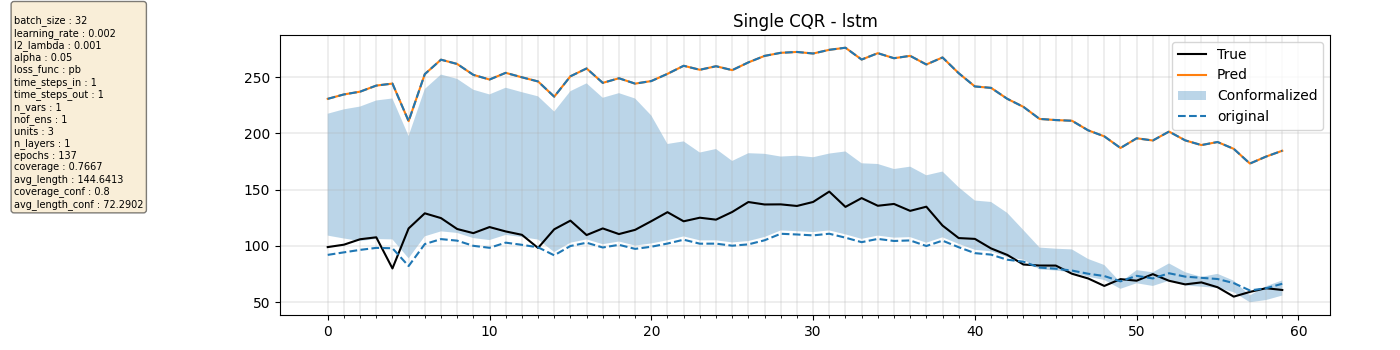 batch_size : 32
learning_rate : 0.002
l2_lambda : 0.001
alpha : 0.05
loss_func : pb
time_steps_in : 1
time_steps_out : 1
n_vars : 1
nof_ens : 1
units : 3
n_layers : 1
epochs : 137
coverage : 0.7667
avg_length : 144.6413
coverage_conf : 0.8
avg_length_conf : 72.2902
Single CQR - lstm
True
Pred
Conformalized
original
250
200
150
100
50
0 10 20 30 40 50 60